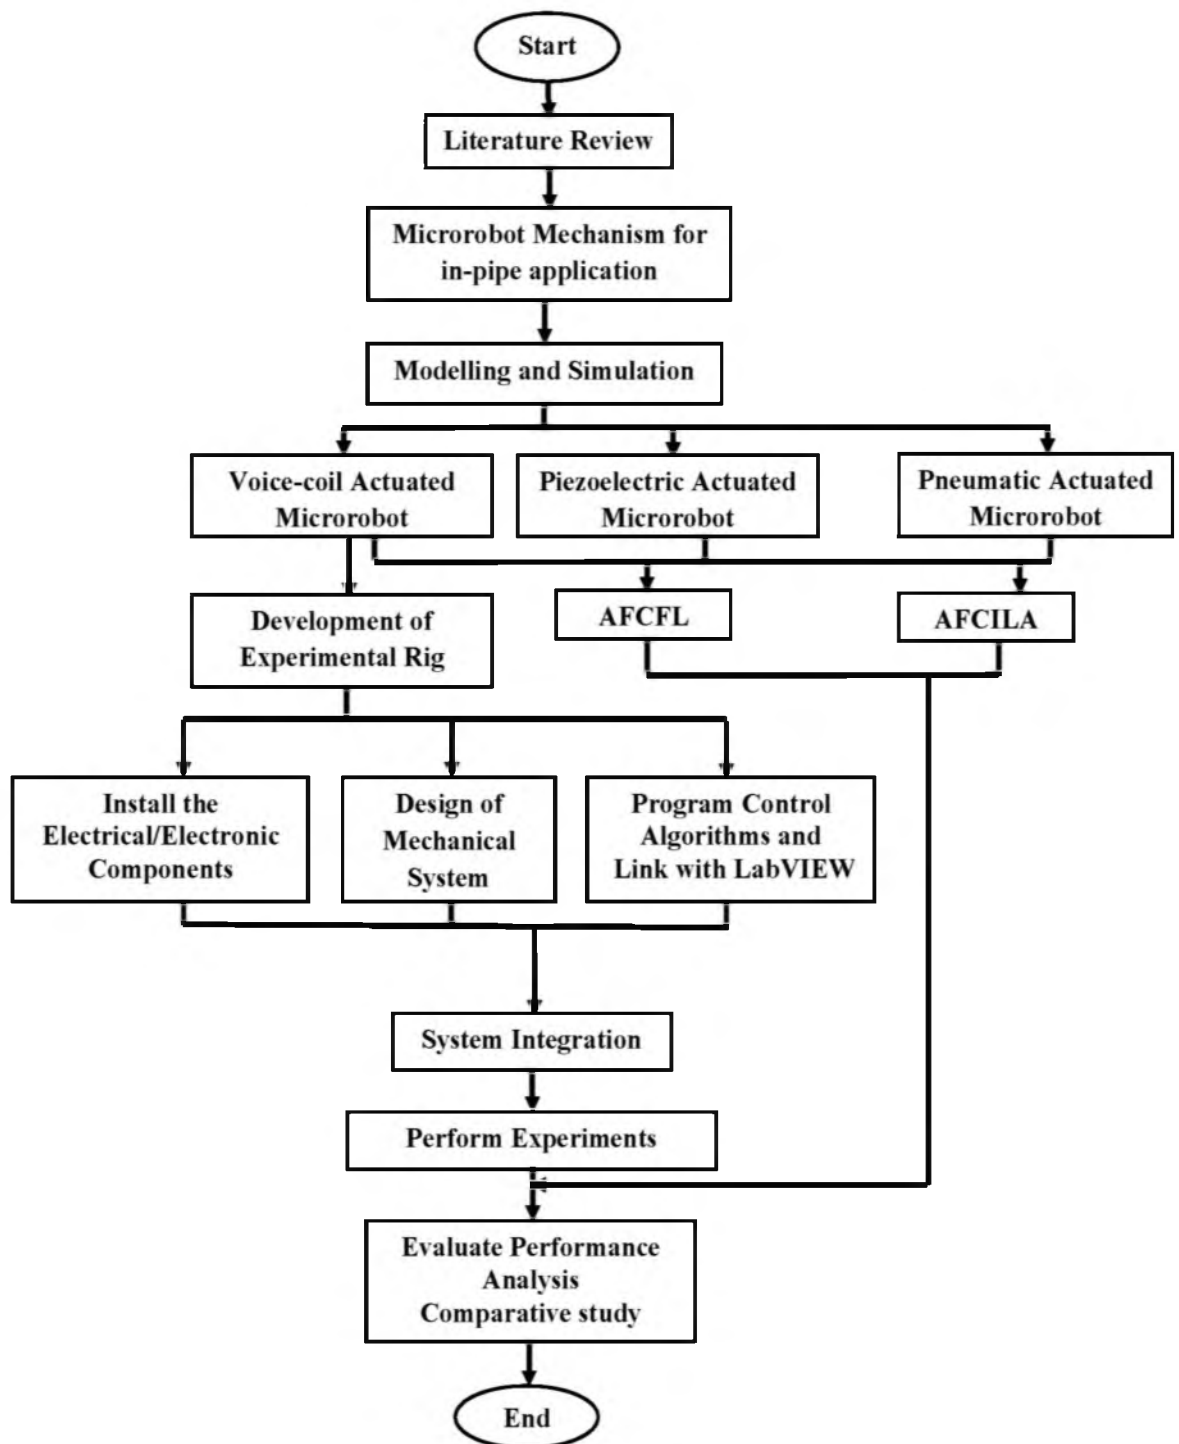 Start
Literature Review
Microrobot Mechanism for
in-pipe application
Modelling and Simulation
Voice-coil Actuated
Microrobot
Piezoelectric Actuated
Microrobot
Pneumatic Actuated
Microrobot
Development of
Experimental Rig
AFCFL
AFCILA
Install the
Electrical/Electronic
Components
Design of
Mechanical
System
Program Control
Algorithms and
Link with LabVIEW
System Integration
Perform Experiments
Evaluate Performance
Analysis
Comparative study
End